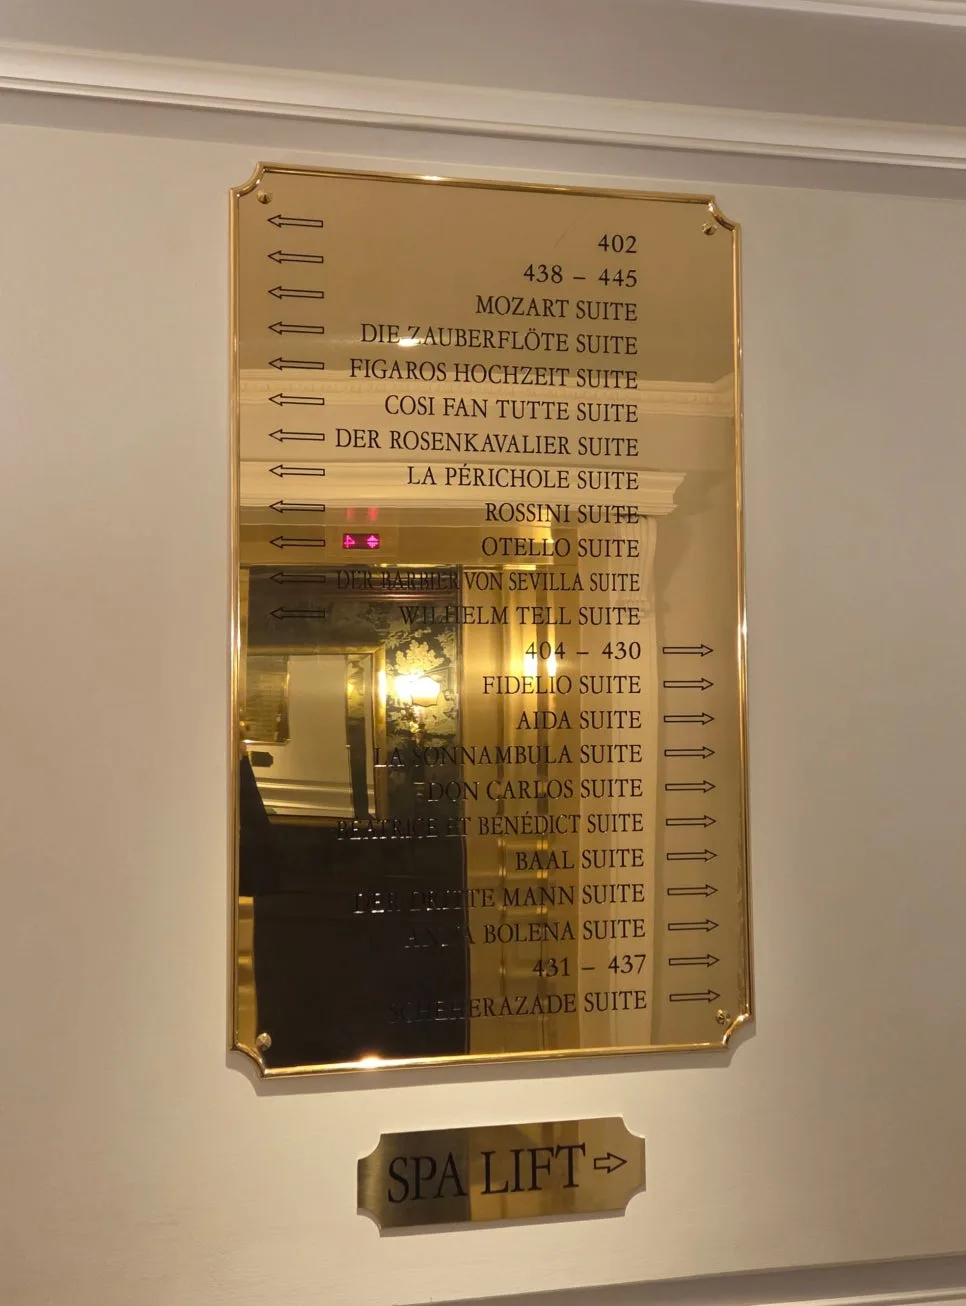 ⇦ 402
⇦ 438 – 445
⇦ MOZART SUITE
⇦ DIE ZAUBERFLÖTE SUITE
⇦ FIGAROS HOCHZEIT SUITE
⇦ COSI FAN TUTTE SUITE
⇦ DER ROSENKAVALIER SUITE
⇦ LA PÉRICHOLE SUITE
⇦ ROSSINI SUITE
⇦ OTELLO SUITE
⇦ DER BARBIER VON SEVILLA SUITE
⇦ WILHELM TELL SUITE
404 – 430 ⇨
FIDELIO SUITE ⇨
AIDA SUITE ⇨
LA SONNAMBULA SUITE ⇨
DON CARLOS SUITE ⇨
BÉATRICE ET BÉNÉDICT SUITE ⇨
BAAL SUITE ⇨
DER DRITTE MANN SUITE ⇨
ANNA BOLENA SUITE ⇨
431 – 437 ⇨
SCHEHERAZADE SUITE ⇨
SPA LIFT ⇨